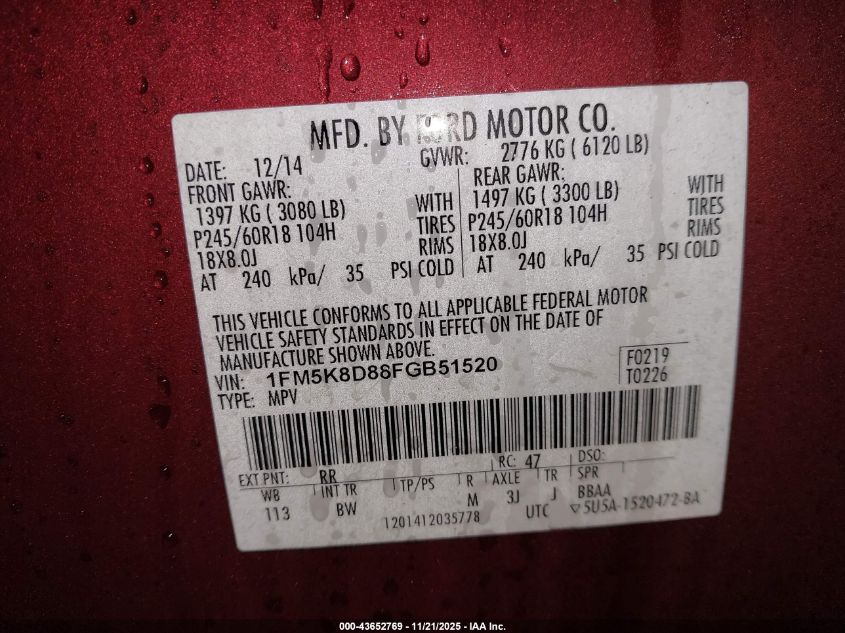 MFD. BY FORD MOTOR CO.
DATE: 12/14 GVWR: 2776 KG ( 6120 LB)
FRONT GAWR: REAR GAWR:
1397 KG ( 3080 LB) WITH 1497 KG ( 3300 LB) WITH
P245/60R18 104H TIRES P245/60R18 104H TIRES
18X8.0J RIMS 18X8.0J RIMS
AT 240 kPa/ 35 PSI COLD AT 240 kPa/ 35 PSI COLD
THIS VEHICLE CONFORMS TO ALL APPLICABLE FEDERAL MOTOR
VEHICLE SAFETY STANDARDS IN EFFECT ON THE DATE OF
MANUFACTURE SHOWN ABOVE.
VIN: 1FM5K8D88FGB51520 F0219
TYPE: MPV T0226
EXT PNT: RR RC: 47 DSO:
WB INT TR TP/PS R AXLE TR SPR
113 BW M 3J J BBAA
1201412035778 UTC ▽5U5A-1520472-BA
000-43652769 - 11/21/2025 - IAA Inc.